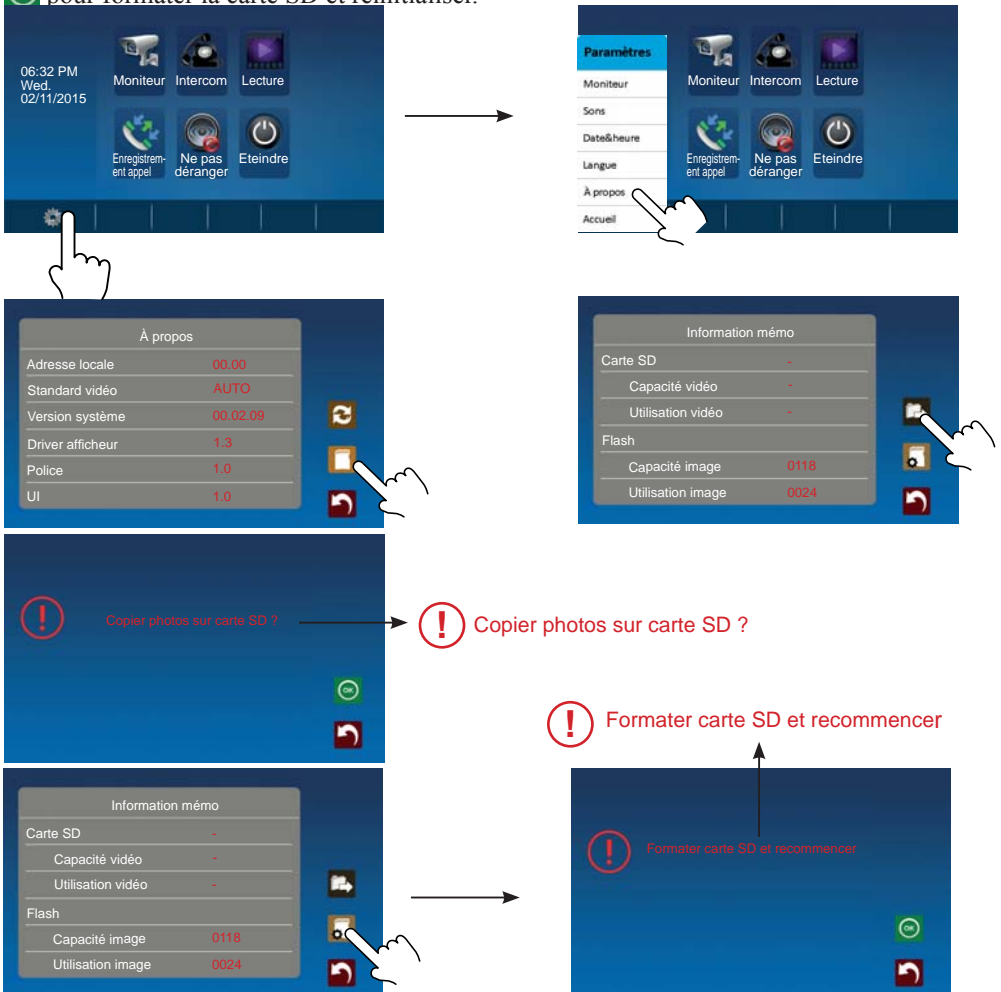 pour formater la carte SD et réinitialiser.
06:32 PM
Wed.
02/11/2015
Moniteur Intercom Lecture
Enregistrem-
ent appel
Ne pas
déranger
Eteindre
Paramètres
Moniteur
Sons
Date&heure
Langue
À propos
Accueil
Moniteur Intercom Lecture
Enregistrem-
ent appel
Ne pas
déranger
Eteindre
À propos
Adresse locale 00.00
Standard vidéo AUTO
Version système 00.02.09
Driver afficheur 1.3
Police 1.0
UI 1.0
Information mémo
Carte SD -
Capacité vidéo -
Utilisation vidéo -
Flash
Capacité image 0118
Utilisation image 0024
! Copier photos sur carte SD ?
OK
! Copier photos sur carte SD ?
! Formater carte SD et recommencer
Information mémo
Carte SD -
Capacité vidéo -
Utilisation vidéo -
Flash
Capacité image 0118
Utilisation image 0024
! Formater carte SD et recommencer
OK